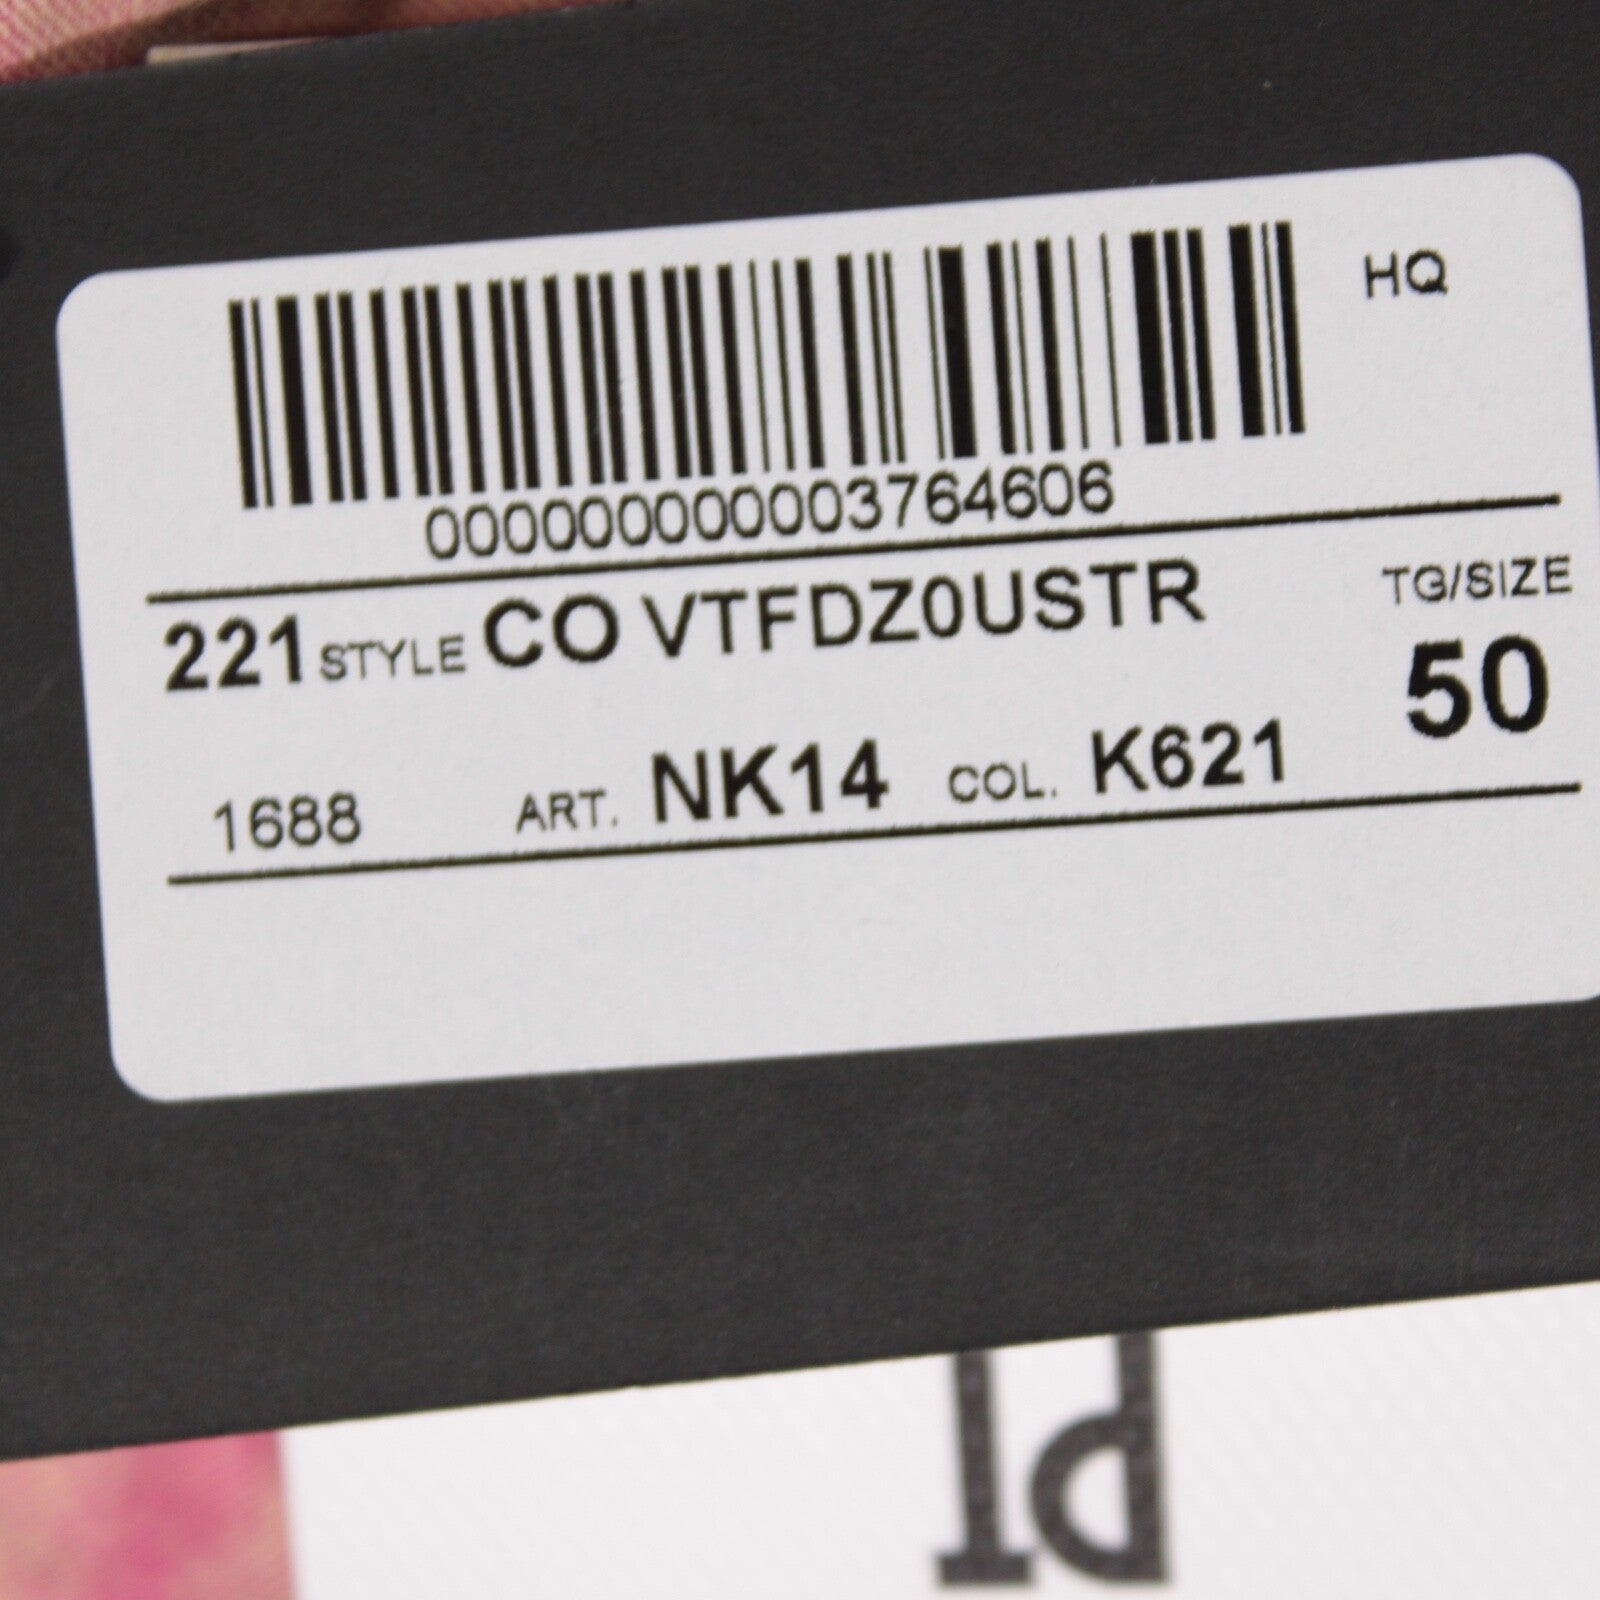 HQ
000000000003764606
221 STYLE CO VTFDZ0USTR TG/SIZE
50
1688 ART. NK14 COL. K621